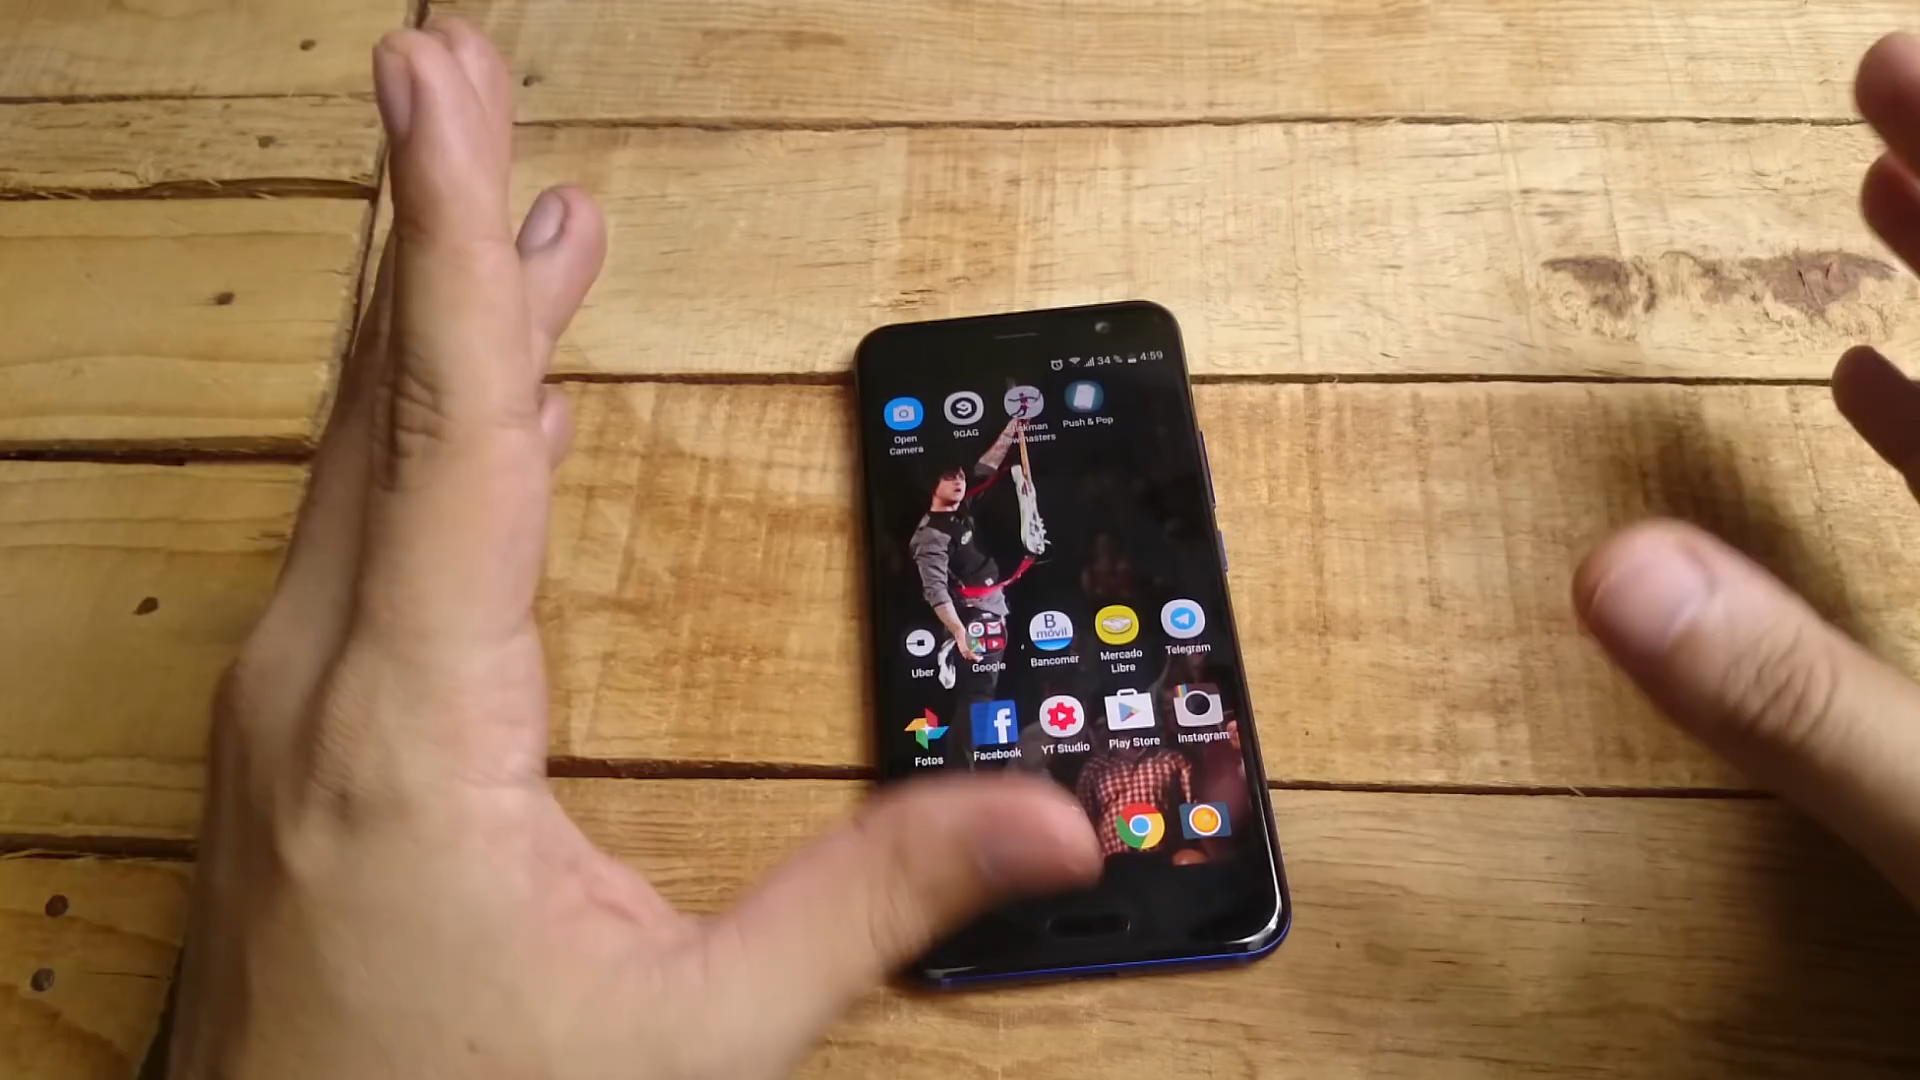 34 % 4:59
Open
Camera
9GAG
Push & Pop
Uber
Google
B
móvil
Bancomer
Mercado
Libre
Telegram
Fotos
Facebook
YT Studio
Play Store
Instagram